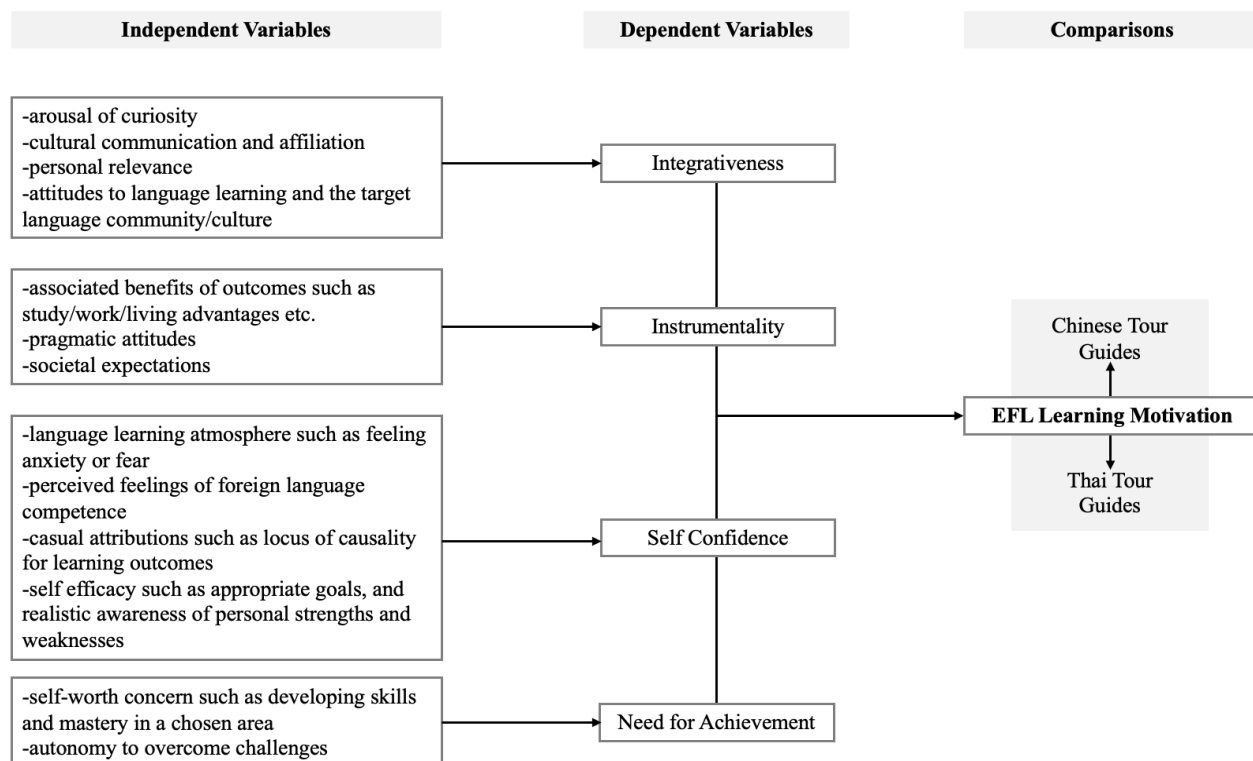 Independent Variables
Dependent Variables
Comparisons
-arousal of curiosity
-cultural communication and affiliation
-personal relevance
-attitudes to language learning and the target
language community/culture
Integrativeness
-associated benefits of outcomes such as
study/work/living advantages etc.
-pragmatic attitudes
-societal expectations
Instrumentality
-language learning atmosphere such as feeling
anxiety or fear
-perceived feelings of foreign language
competence
-casual attributions such as locus of causality
for learning outcomes
-self efficacy such as appropriate goals, and
realistic awareness of personal strengths and
weaknesses
Self Confidence
-self-worth concern such as developing skills
and mastery in a chosen area
-autonomy to overcome challenges
Need for Achievement
Chinese Tour
Guides
EFL Learning Motivation
Thai Tour
Guides